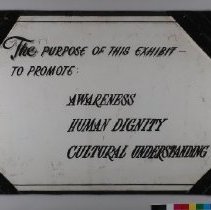 The PURPOSE OF THIS EXHIBIT —
TO PROMOTE:
AWARENESS
HUMAN DIGNITY
CULTURAL UNDERSTANDING